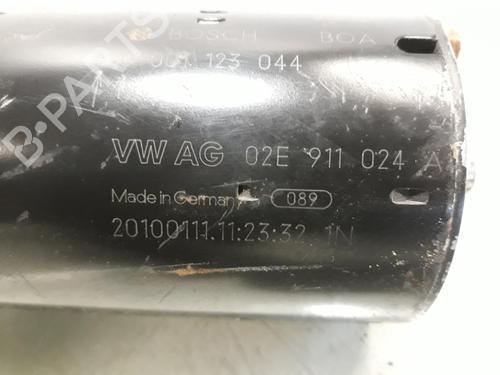 BOSCH BOA
001 123 044
VW AG 02E 911 024 A
Made in Germany 089
20100111.11:23:32 1N
B-PARTS